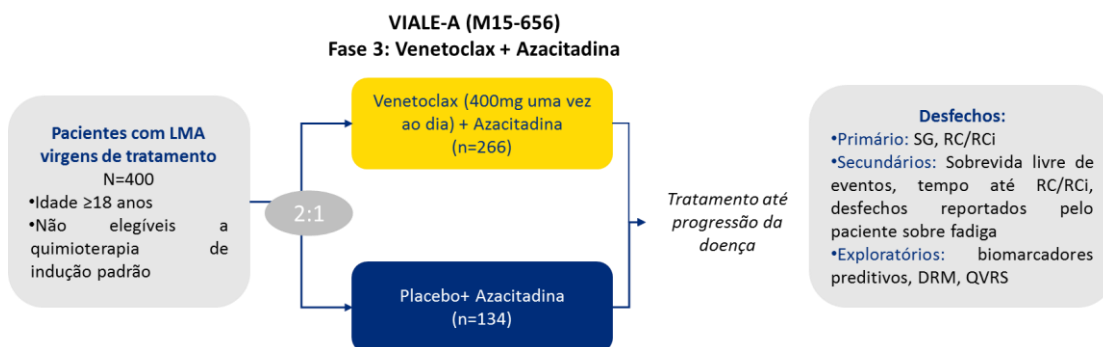 VIALE-A (M15-656)
Fase 3: Venetoclax + Azacitadina
Pacientes com LMA
virgens de tratamento
N=400
•Idade ≥18 anos
•Não elegíveis a
quimioterapia de
indução padrão
2:1
Venetoclax (400mg uma vez
ao dia) + Azacitadina
(n=266)
Placebo+ Azacitadina
(n=134)
Tratamento até
progressão da
doença
Desfechos:
•Primário: SG, RC/RCi
•Secundários: Sobrevida livre de
eventos, tempo até RC/RCi,
desfechos reportados pelo
paciente sobre fadiga
•Exploratórios: biomarcadores
preditivos, DRM, QVRS